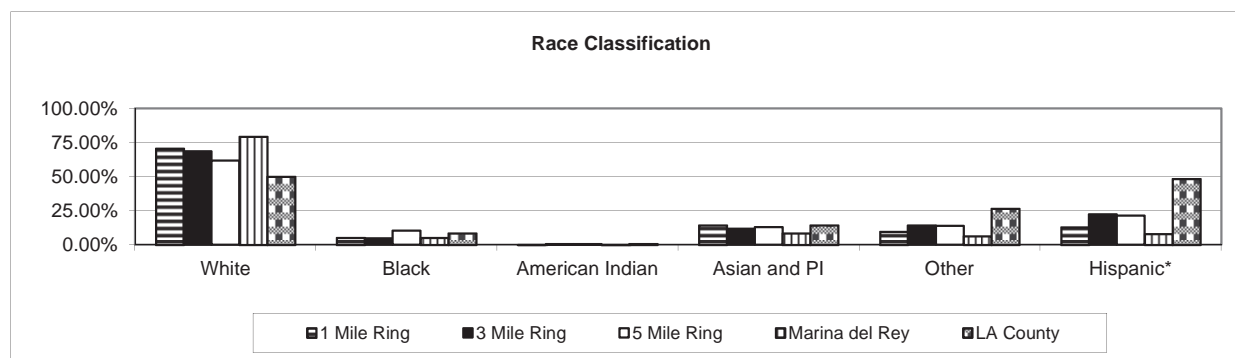 Race Classification
100.00%
75.00%
50.00%
25.00%
0.00%
White Black American Indian Asian and PI Other Hispanic*
1 Mile Ring 3 Mile Ring 5 Mile Ring Marina del Rey LA County